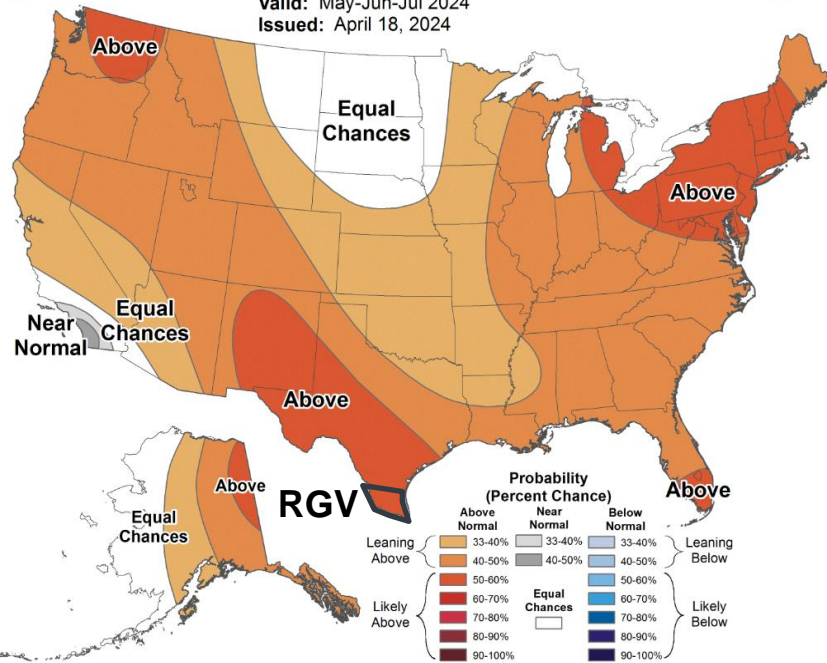 Valid: May-Jun-Jul 2024
Issued: April 18, 2024
Above
Equal
Chances
Above
Near
Normal
Equal
Chances
Above
Above
Equal
Chances
RGV
Above
Probability
(Percent Chance)
Above
Normal
Near
Normal
Below
Normal
Leaning
Above
33-40%
40-50%
33-40%
40-50%
33-40%
40-50%
Leaning
Below
Likely
Above
50-60%
60-70%
70-80%
80-90%
90-100%
Equal
Chances
50-60%
60-70%
70-80%
80-90%
90-100%
Likely
Below